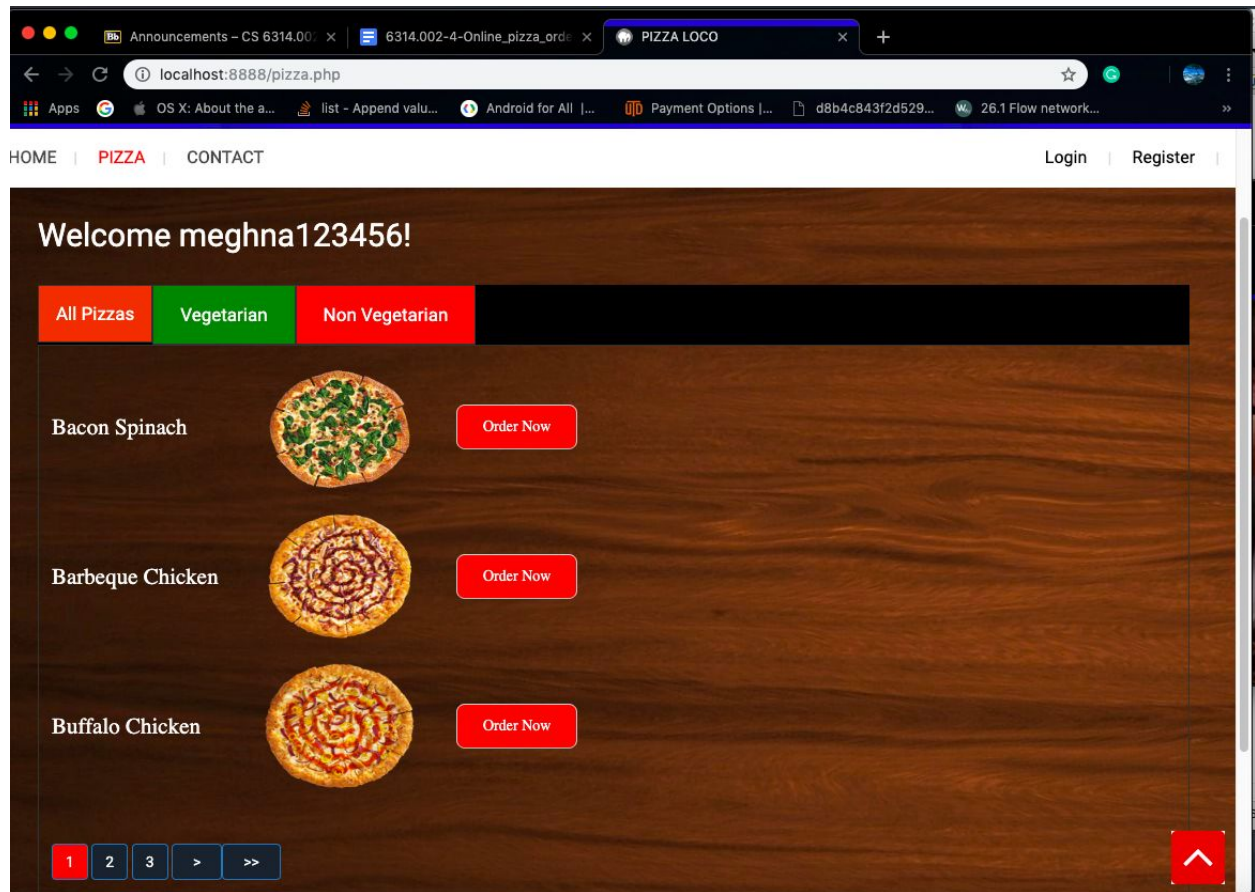 Bb Announcements – CS 6314.00 6314.002-4-Online_pizza_orde PIZZA LOCO
localhost:8888/pizza.php
Apps OS X: About the a... list - Append valu... Android for All |... UTD Payment Options |... d8b4c843f2d529... 26.1 Flow network... »
HOME | PIZZA | CONTACT Login | Register |
Welcome meghna123456!
All Pizzas Vegetarian Non Vegetarian
Bacon Spinach Order Now
Barbeque Chicken Order Now
Buffalo Chicken Order Now
1 2 3 > >>